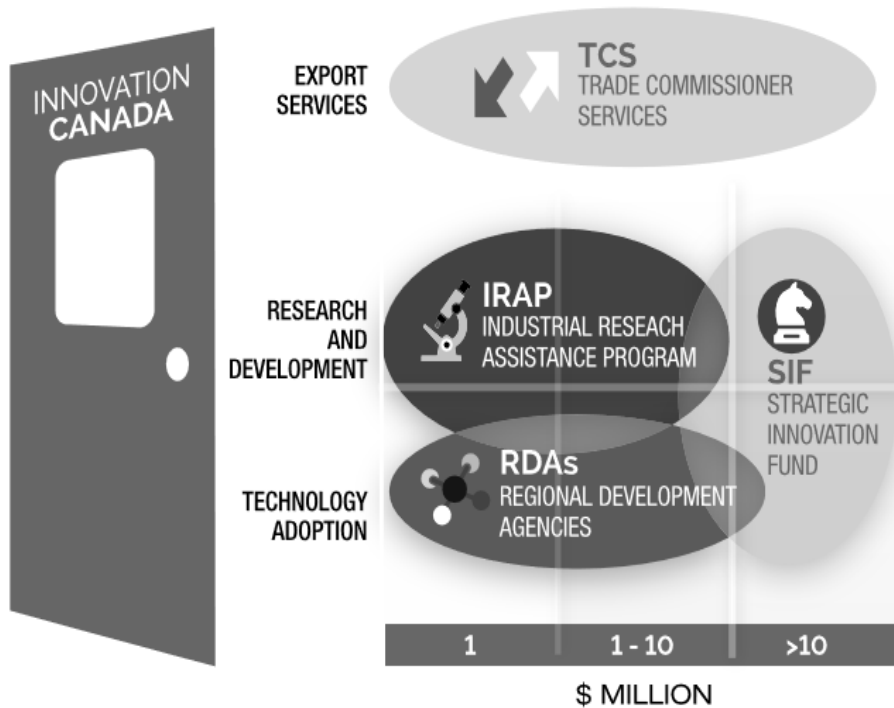 INNOVATION
CANADA
EXPORT
SERVICES
TCS
TRADE COMMISSIONER
SERVICES
RESEARCH
AND
DEVELOPMENT
IRAP
INDUSTRIAL RESEACH
ASSISTANCE PROGRAM
SIF
STRATEGIC
INNOVATION
FUND
TECHNOLOGY
ADOPTION
RDAs
REGIONAL DEVELOPMENT
AGENCIES
1 1 - 10 >10
$ MILLION